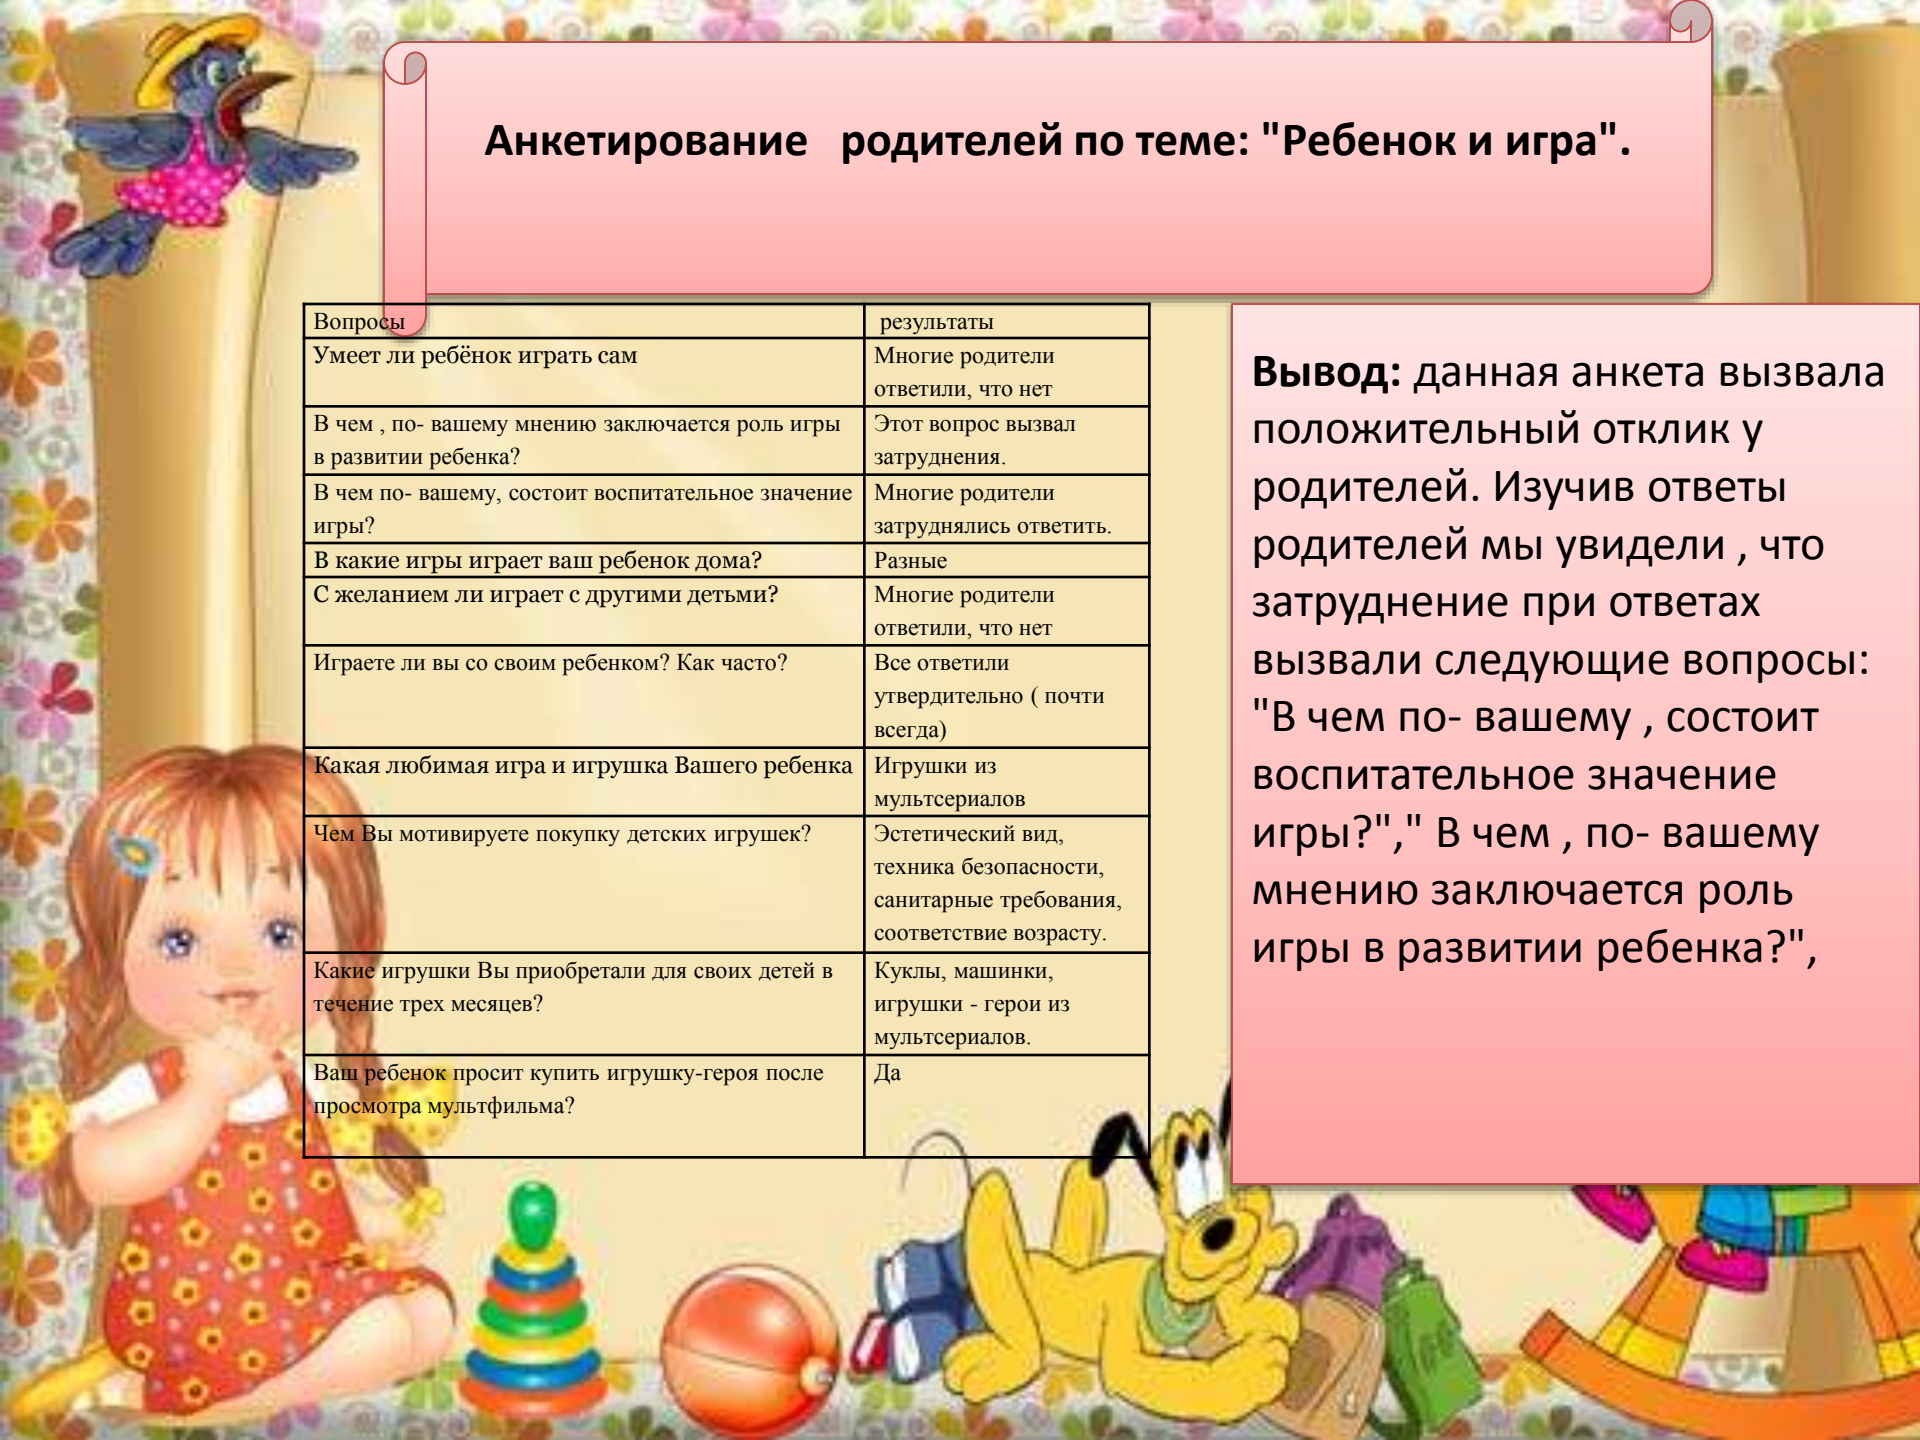 Анкетирование родителей по теме: "Ребенок и игра".
Вопросы
результаты
Умеет ли ребёнок играть сам
Многие родители
ответили, что нет
В чем , по- вашему мнению заключается роль игры
в развитии ребенка?
Этот вопрос вызвал
затруднения.
В чем по- вашему, состоит воспитательное значение
игры?
Многие родители
затруднялись ответить.
В какие игры играет ваш ребенок дома?
Разные
С желанием ли играет с другими детьми?
Многие родители
ответили, что нет
Играете ли вы со своим ребенком? Как часто?
Все ответили
утвердительно ( почти
всегда)
Какая любимая игра и игрушка Вашего ребенка
Игрушки из
мультсериалов
Чем Вы мотивируете покупку детских игрушек?
Эстетический вид,
техника безопасности,
санитарные требования,
соответствие возрасту.
Какие игрушки Вы приобретали для своих детей в
течение трех месяцев?
Куклы, машинки,
игрушки - герои из
мультсериалов.
Ваш ребенок просит купить игрушку-героя после
просмотра мультфильма?
Да
Вывод: данная анкета вызвала
положительный отклик у
родителей. Изучив ответы
родителей мы увидели , что
затруднение при ответах
вызвали следующие вопросы:
"В чем по- вашему , состоит
воспитательное значение
игры?"," В чем , по- вашему
мнению заключается роль
игры в развитии ребенка?",